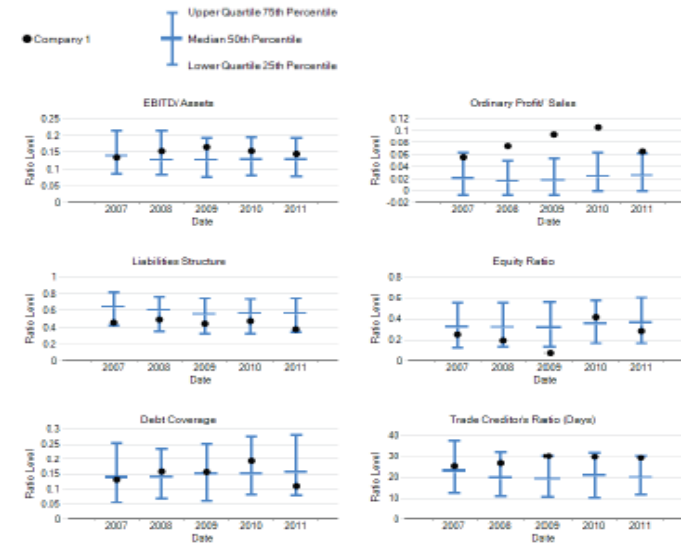 Upper Quartile 75th Percentile
Company 1
Median 50th Percentile
Lower Quartile 25th Percentile
EBITD/ Assets
0.25
0.2
0.15
0.1
0.05
0
Ratio Level
2007 2008 2009 2010 2011
Date
Ordinary Profit/ Sales
0.12
0.1
0.08
0.06
0.04
0.02
0
-0.02
Ratio Level
2007 2008 2009 2010 2011
Date
Liabilities Structure
1
0.8
0.6
0.4
0.2
0
Ratio Level
2007 2008 2009 2010 2011
Date
Equity Ratio
0.8
0.6
0.4
0.2
0
Ratio Level
2007 2008 2009 2010 2011
Date
Debt Coverage
0.3
0.25
0.2
0.15
0.1
0.05
0
Ratio Level
2007 2008 2009 2010 2011
Date
Trade Creditor's Ratio (Days)
40
30
20
10
0
Ratio Level
2007 2008 2009 2010 2011
Date